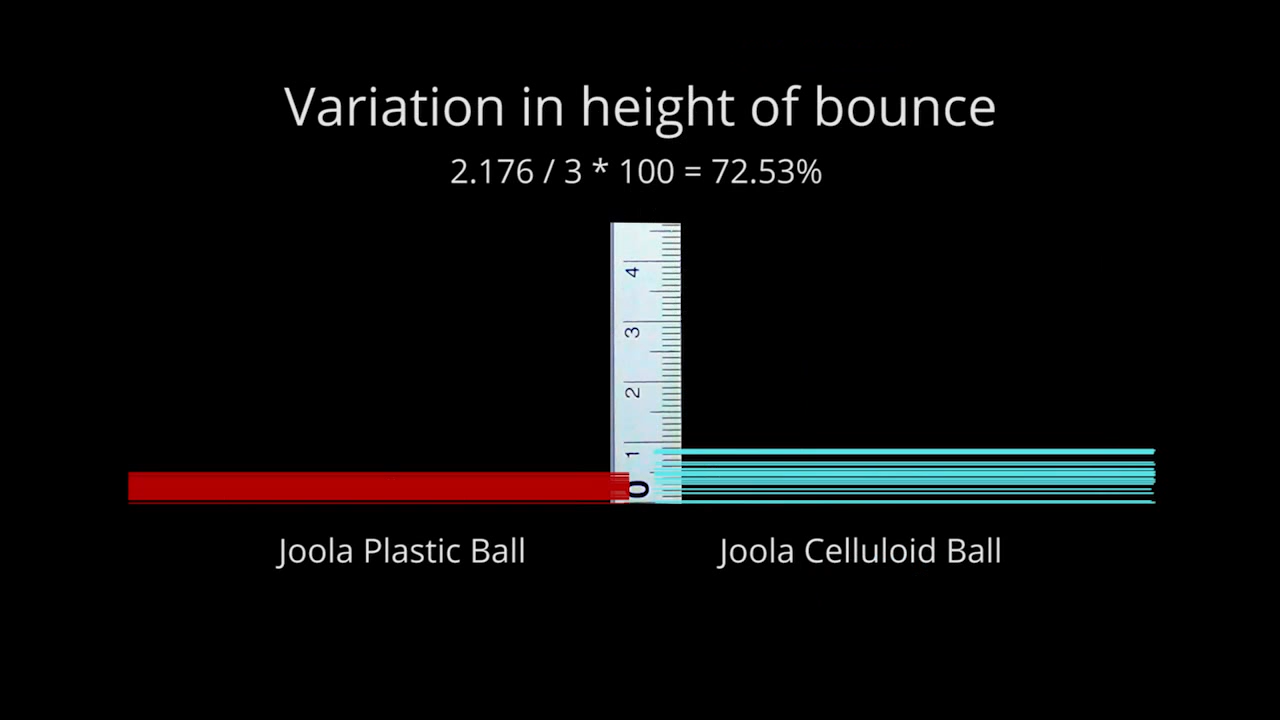 Variation in height of bounce
2.176 / 3 * 100 = 72.53%
4
3
2
1
0
Joola Plastic Ball
Joola Celluloid Ball